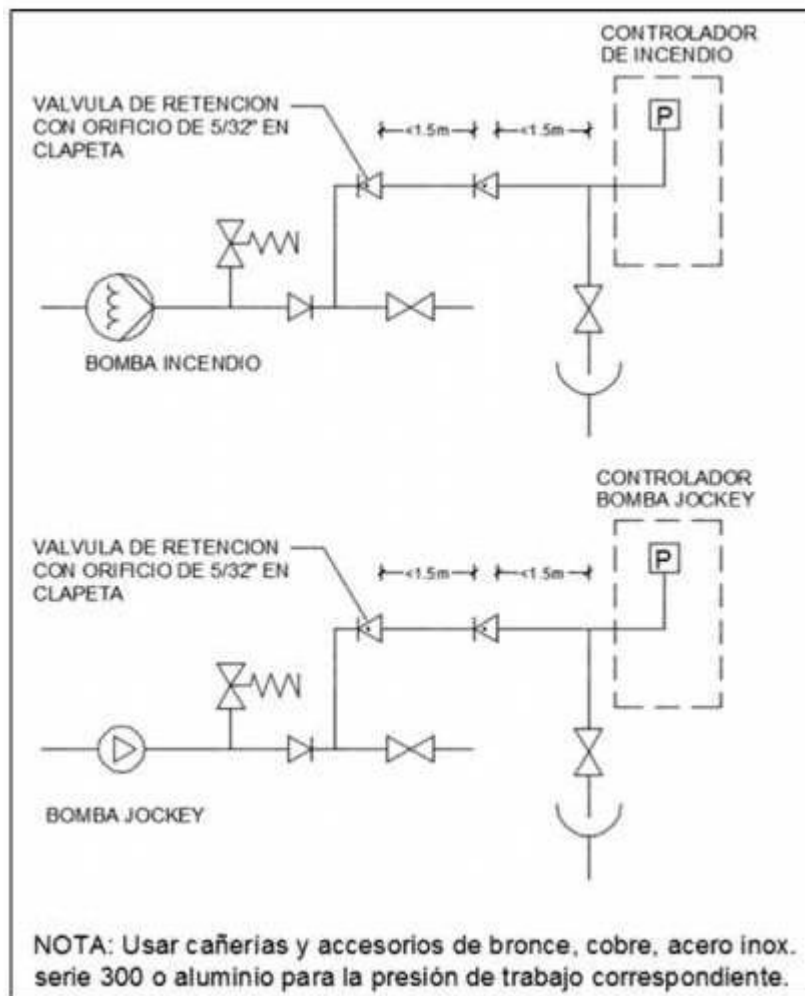 CONTROLADOR
DE INCENDIO
VALVULA DE RETENCION
CON ORIFICIO DE 5/32" EN
CLAPETA
<1.5m
<1.5m
P
BOMBA INCENDIO
CONTROLADOR
BOMBA JOCKEY
VALVULA DE RETENCION
CON ORIFICIO DE 5/32" EN
CLAPETA
<1.5m
<1.5m
P
BOMBA JOCKEY
NOTA: Usar cañerias y accesorios de bronce, cobre, acero inox.
serie 300 o aluminio para la presión de trabajo correspondiente.